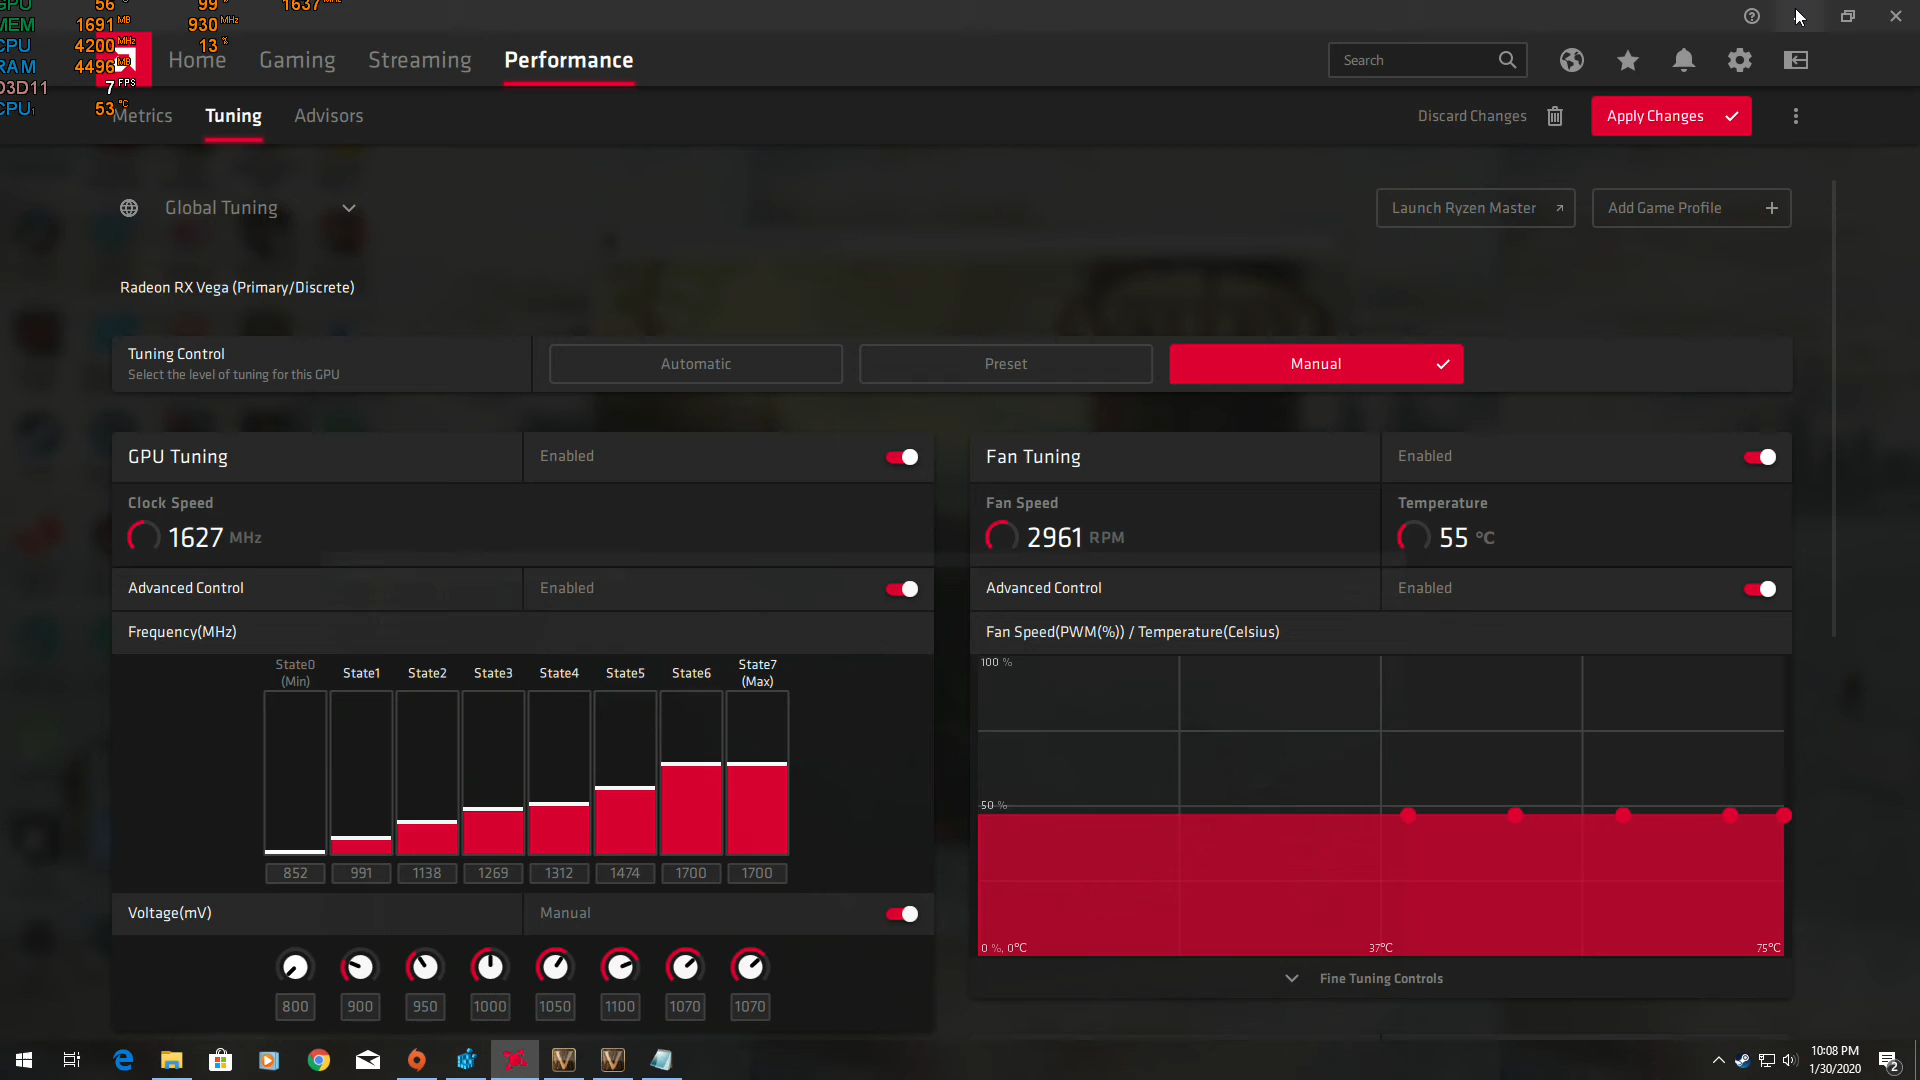 GPU 56 °C 99 % 1637 MHz
MEM 1691 MB 930 MHz
CPU 4200 MHz 13 %
RAM 4496 MB
D3D11 7 FPS
CPU1 53 °C
Home Gaming Streaming Performance Search
Metrics Tuning Advisors Discard Changes Apply Changes
Global Tuning Launch Ryzen Master Add Game Profile
Radeon RX Vega (Primary/Discrete)
Tuning Control
Select the level of tuning for this GPU
Automatic Preset Manual
GPU Tuning Enabled
Clock Speed
1627 MHz
Advanced Control Enabled
Frequency(MHz)
State0 (Min) State1 State2 State3 State4 State5 State6 State7 (Max)
852 991 1138 1269 1312 1474 1700 1700
Voltage(mV) Manual
800 900 950 1000 1050 1100 1070 1070
Fan Tuning Enabled
Fan Speed Temperature
2961 RPM 55 °C
Advanced Control Enabled
Fan Speed(PWM(%)) / Temperature(Celsius)
100 %
50 %
0 %, 0°C 37°C 75°C
Fine Tuning Controls
10:08 PM
1/30/2020
2